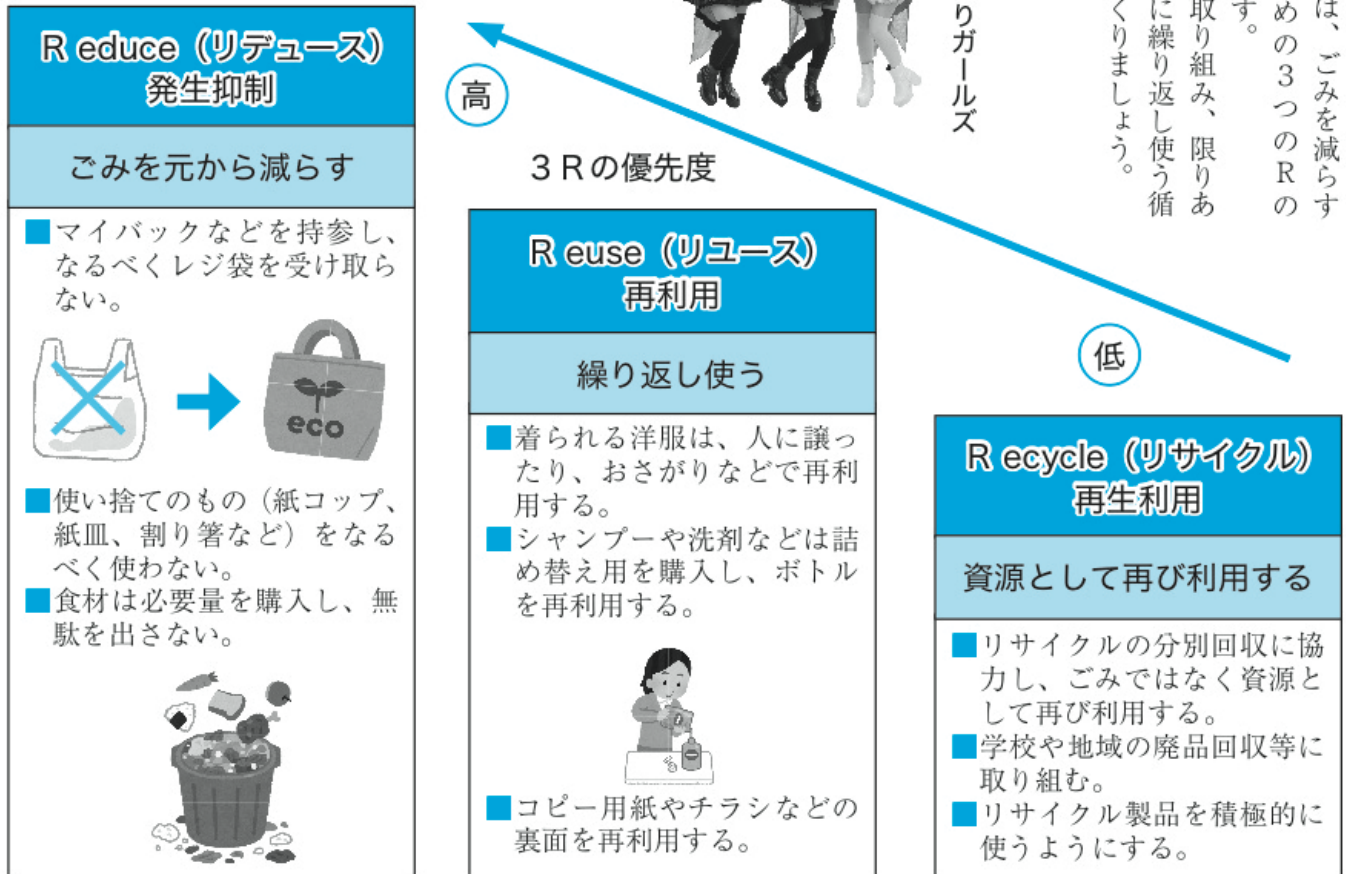 は、ごみを減らす
めの3つのRの
す。
取り組み、限りあ
に繰り返し使う循
くりましょう。
りガールズ
高
3Rの優先度
低
Reduce(リデュース)
発生抑制
ごみを元から減らす
■マイバックなどを持参し、
なるべくレジ袋を受け取ら
ない。
eco
■使い捨てのもの(紙コップ、
紙皿、割り箸など)をなる
べく使わない。
■食材は必要量を購入し、無
駄を出さない。
Reuse(リユース)
再利用
繰り返し使う
■着られる洋服は、人に譲っ
たり、おさがりなどで再利
用する。
■シャンプーや洗剤などは詰
め替え用を購入し、ボトル
を再利用する。
■コピー用紙やチラシなどの
裏面を再利用する。
Recycle(リサイクル)
再生利用
資源として再び利用する
■リサイクルの分別回収に協
力し、ごみではなく資源と
して再び利用する。
■学校や地域の廃品回収等に
取り組む。
■リサイクル製品を積極的に
使うようにする。